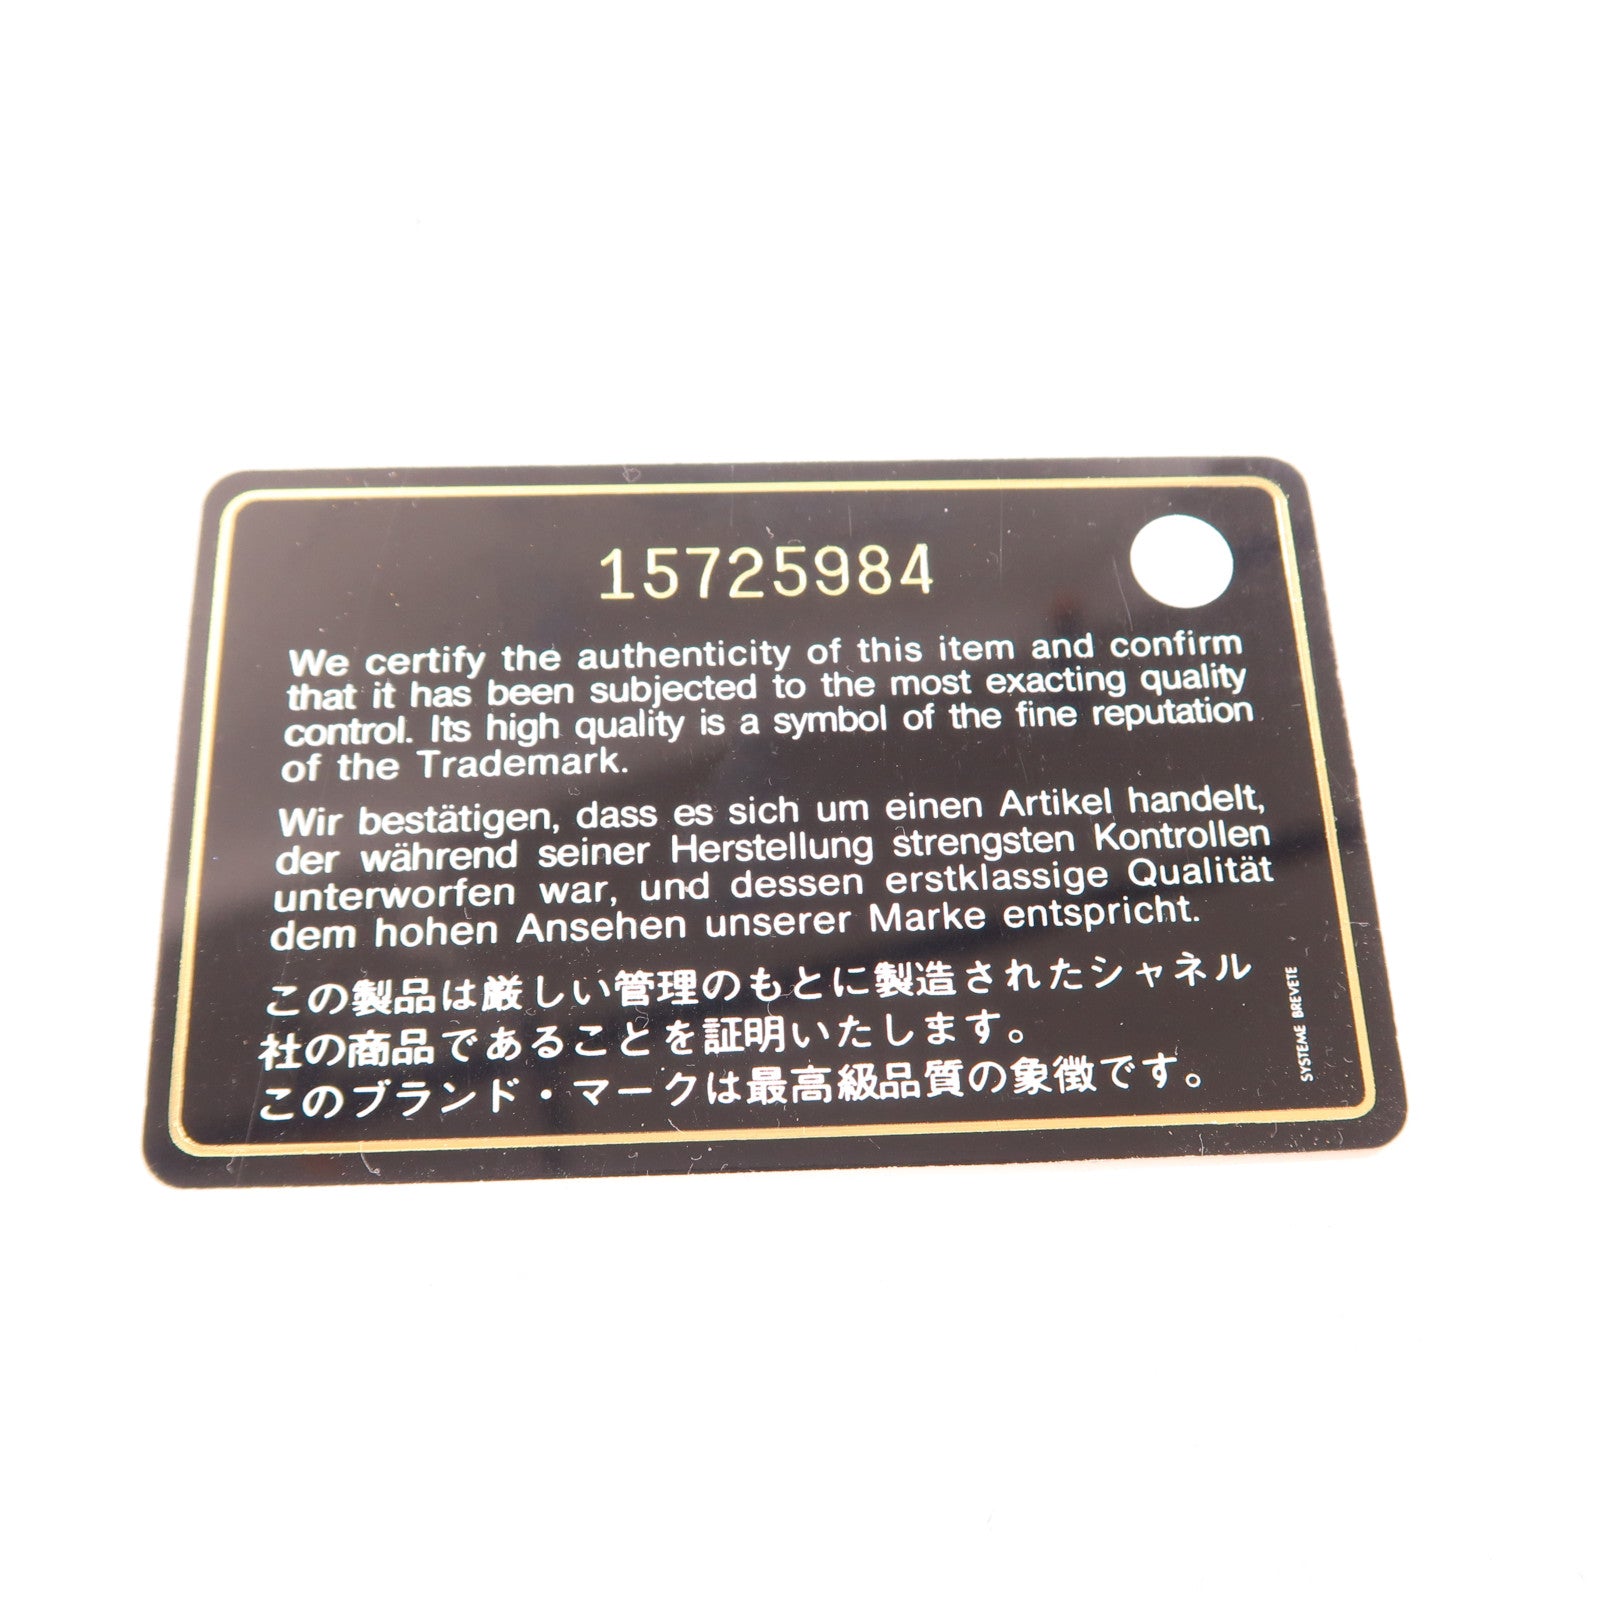 15725984
We certify the authenticity of this item and confirm
that it has been subjected to the most exacting quality
control. Its high quality is a symbol of the fine reputation
of the Trademark.
Wir bestätigen, dass es sich um einen Artikel handelt,
der während seiner Herstellung strengsten Kontrollen
unterworfen war, und dessen erstklassige Qualität
dem hohen Ansehen unserer Marke entspricht.
この製品は厳しい管理のもとに製造されたシャネル
社の商品であることを証明いたします。
このブランド・マークは最高級品質の象徴です。
SYSTEME BREVETE